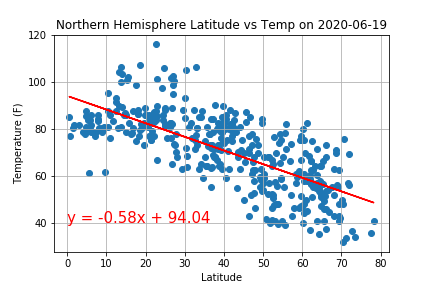 Northern Hemisphere Latitude vs Temp on 2020-06-19
120
100
80
60
40
Temperature (F)
y = -0.58x + 94.04
0 10 20 30 40 50 60 70 80
Latitude